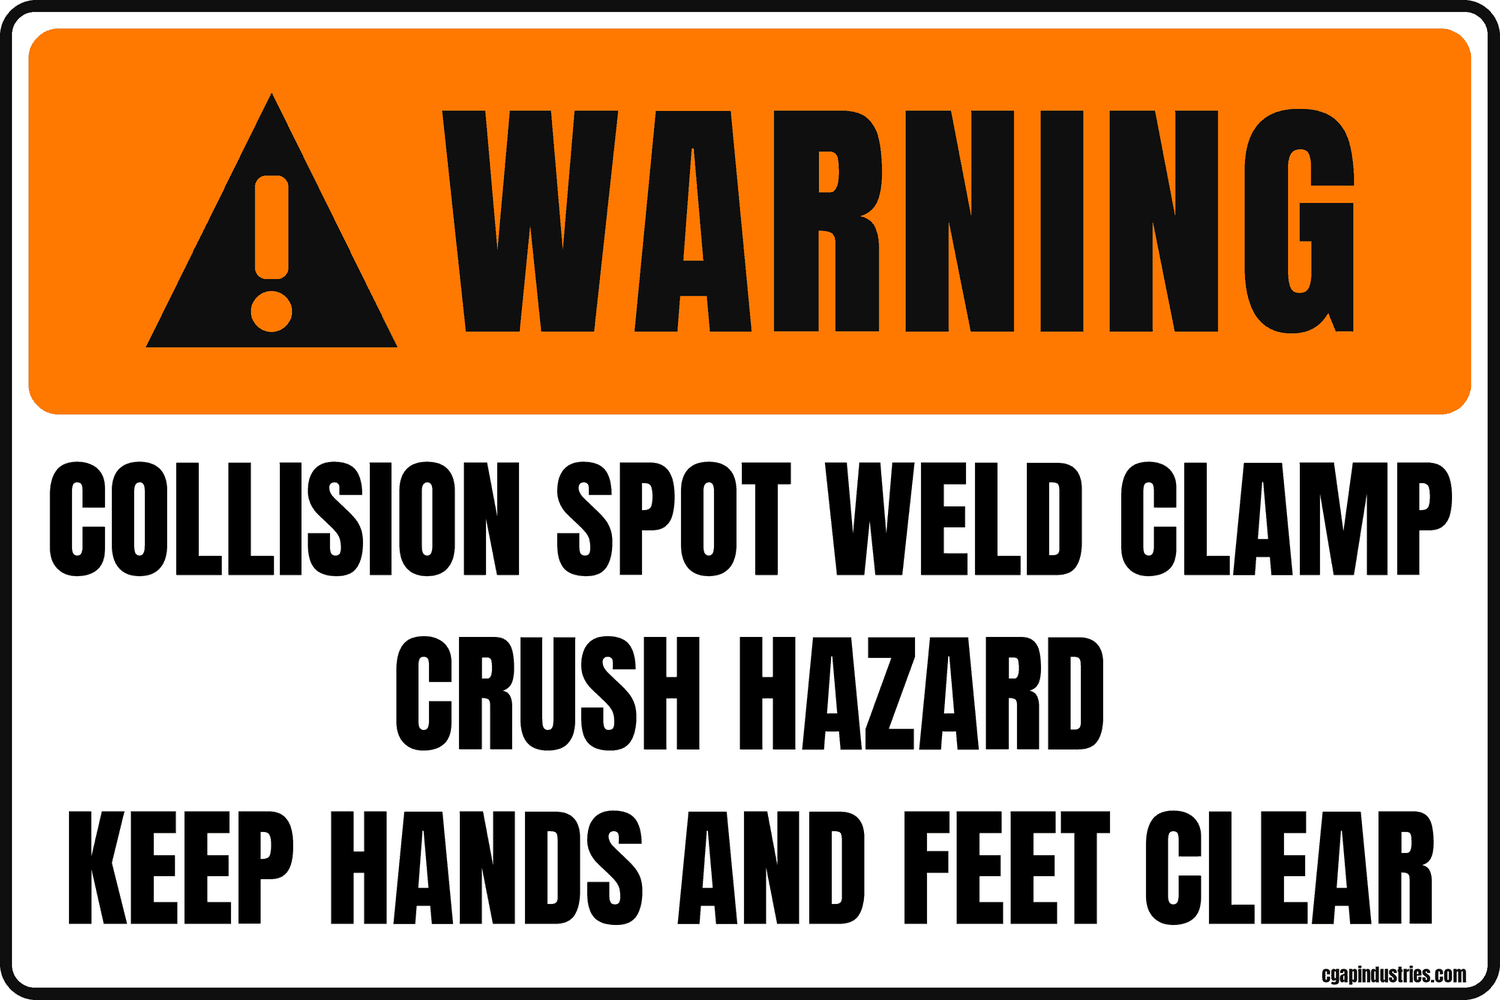 WARNING
COLLISION SPOT WELD CLAMP
CRUSH HAZARD
KEEP HANDS AND FEET CLEAR
cgapindustries.com